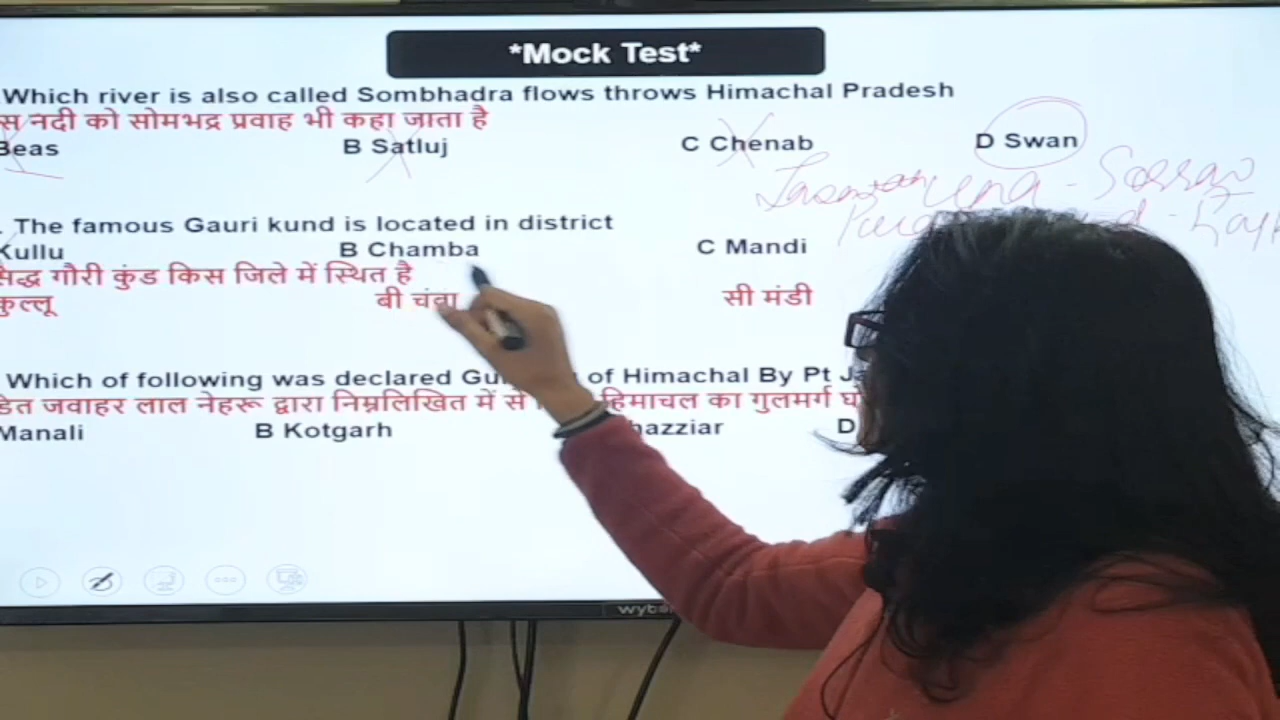 *Mock Test*
Which river is also called Sombhadra flows throws Himachal Pradesh
स नदी को सोमभद्र प्रवाह भी कहा जाता है
Beas B Satluj C Chenab D Swan
una -
. The famous Gauri kund is located in district
Kullu B Chamba C Mandi
सिद्ध गौरी कुंड किस जिले में स्थित है
कुल्लू बी चंबा सी मंडी
Which of following was declared of Himachal By Pt
डित जवाहर लाल नेहरू द्वारा निम्नलिखित में से हिमाचल का गुलमर्ग
Manali B Kotgarh hazziar D